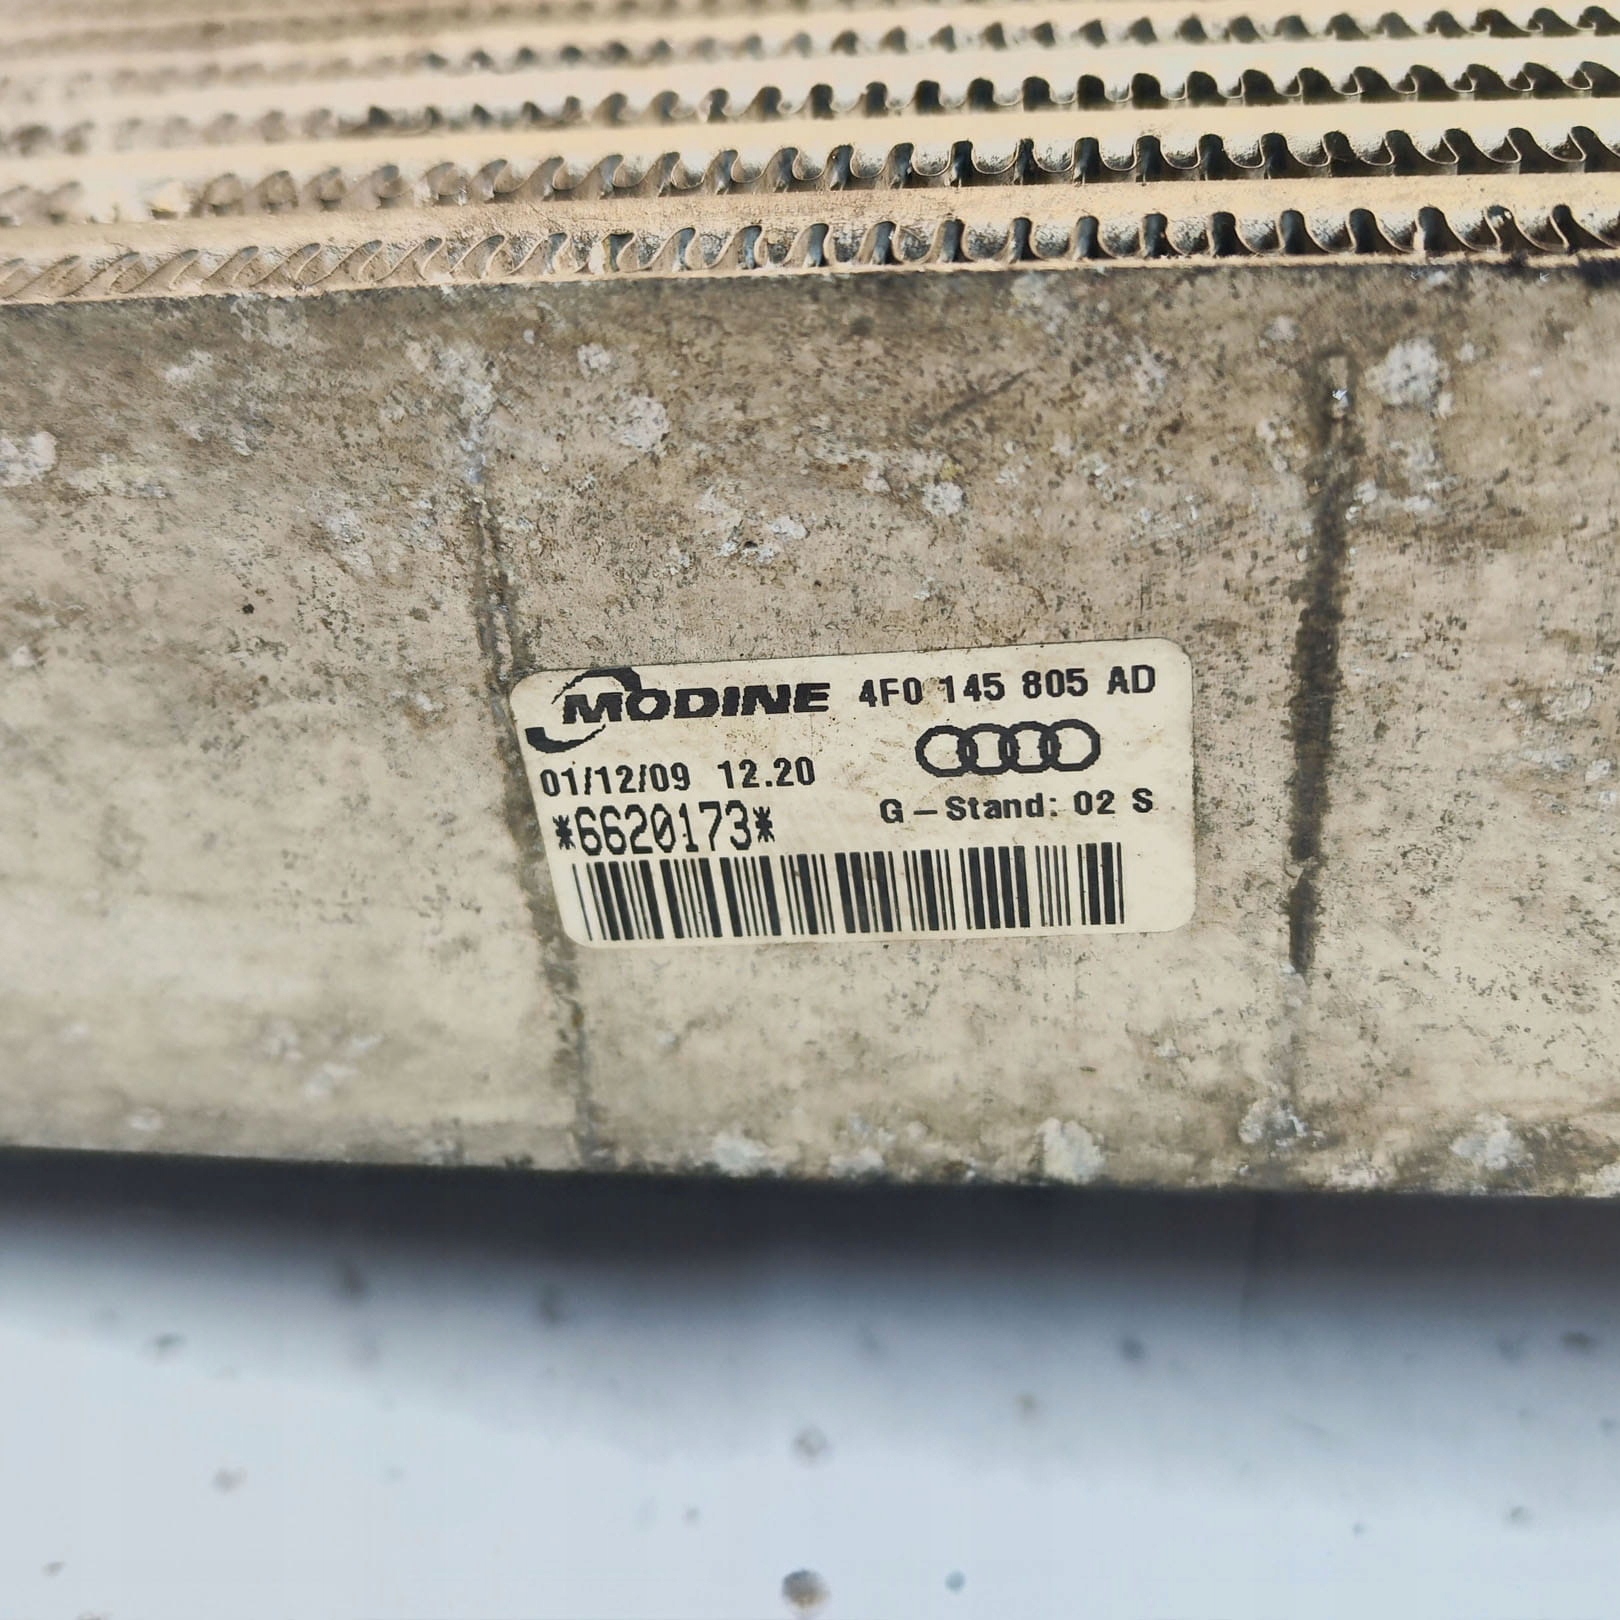 MODINE 4F0 145 805 AD
01/12/09 12.20
G-Stand: 02 S
*6620173*